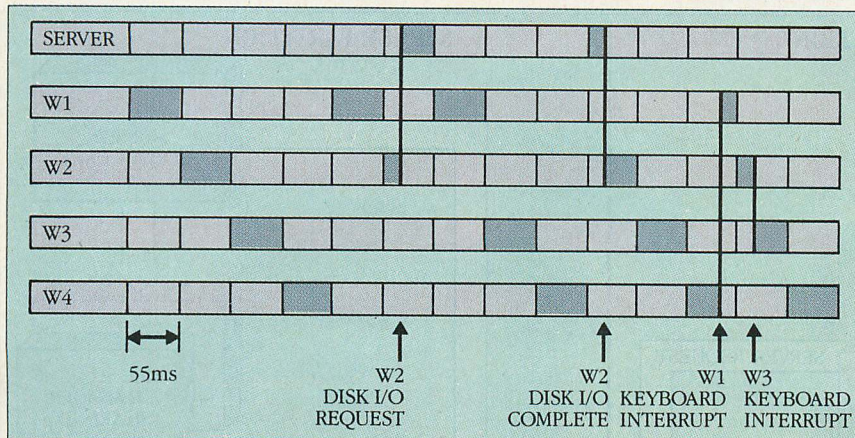 SERVER
W1
W2
W3
W4
55ms
W2
DISK I/O
REQUEST
W2
DISK I/O
COMPLETE
W1
KEYBOARD
INTERRUPT
W3
KEYBOARD
INTERRUPT